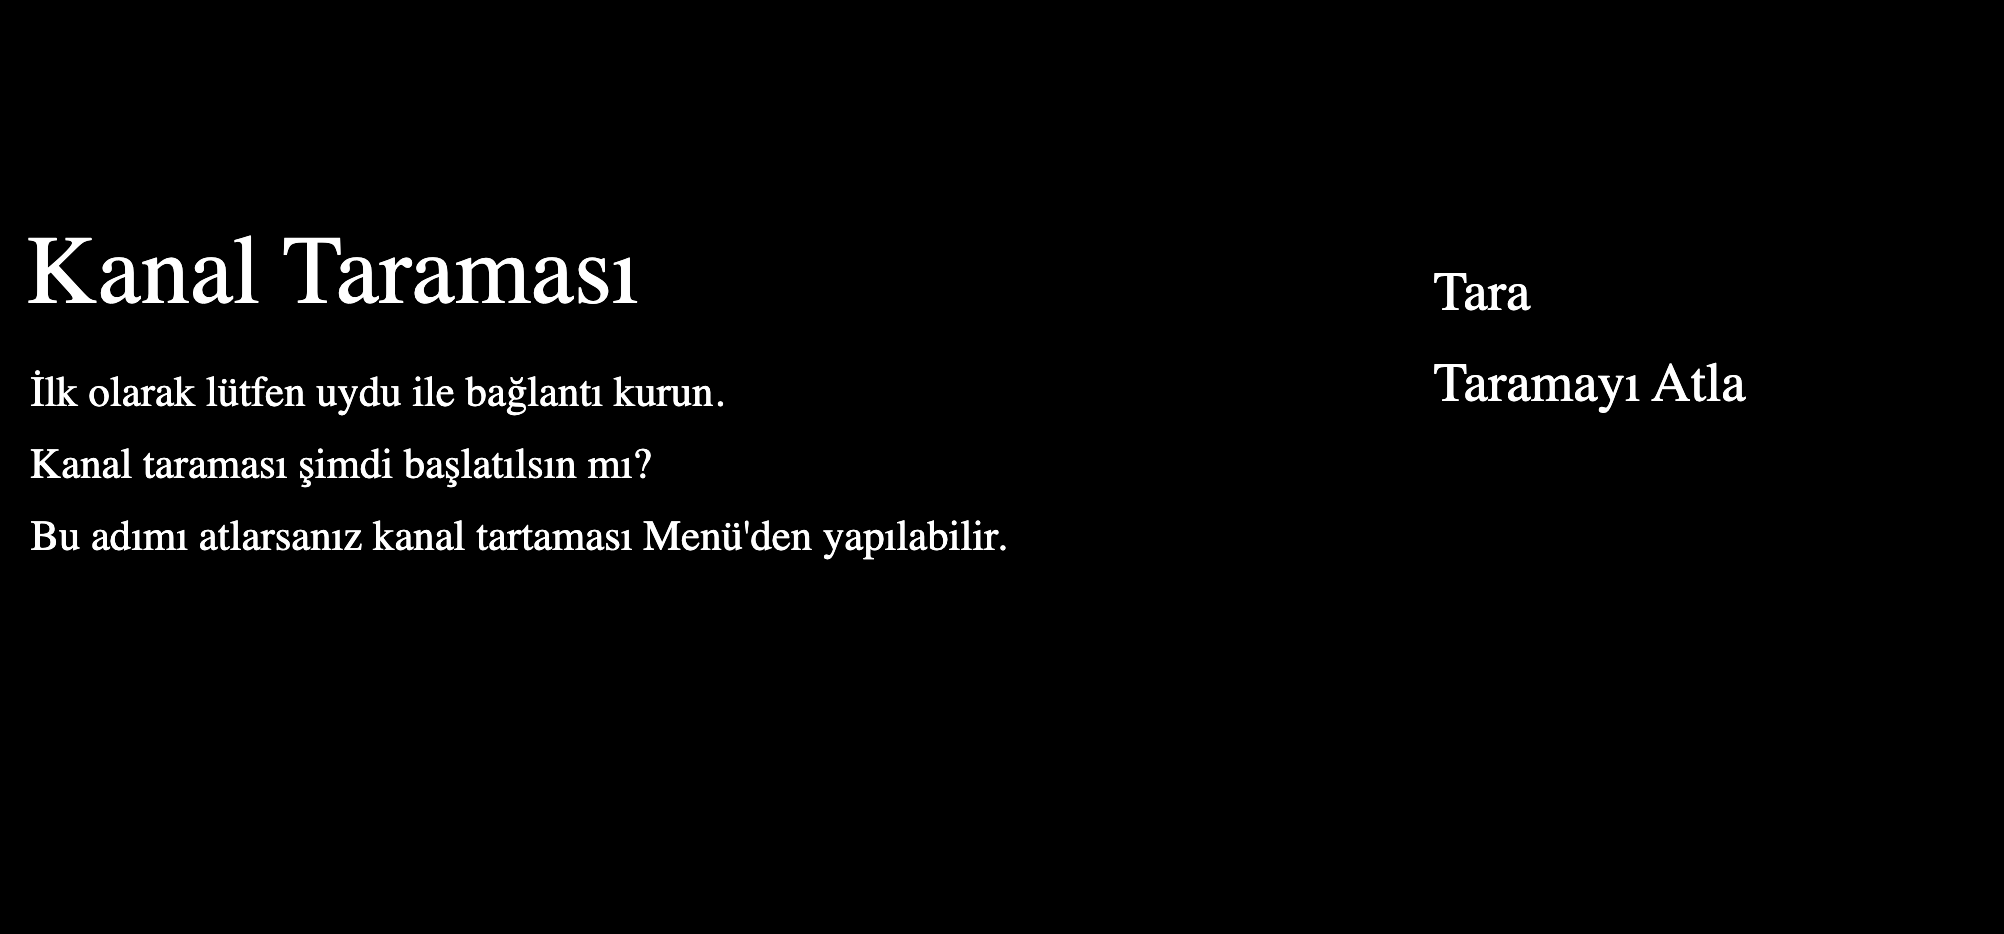 Kanal Taraması
İlk olarak lütfen uydu ile bağlantı kurun.
Kanal taraması şimdi başlatılsın mı?
Bu adımı atlarsanız kanal tartaması Menü'den yapılabilir.
Tara
Taramayı Atla